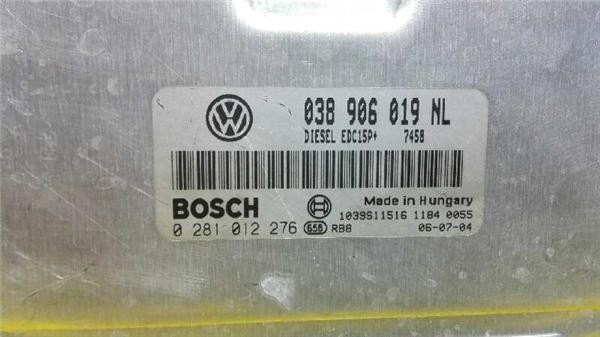 038 906 019 NL
DIESEL EDC15P+ 7458
BOSCH
Made in Hungary
1039S11516 1184 0055
0 281 012 276 658 RB8 06-07-04